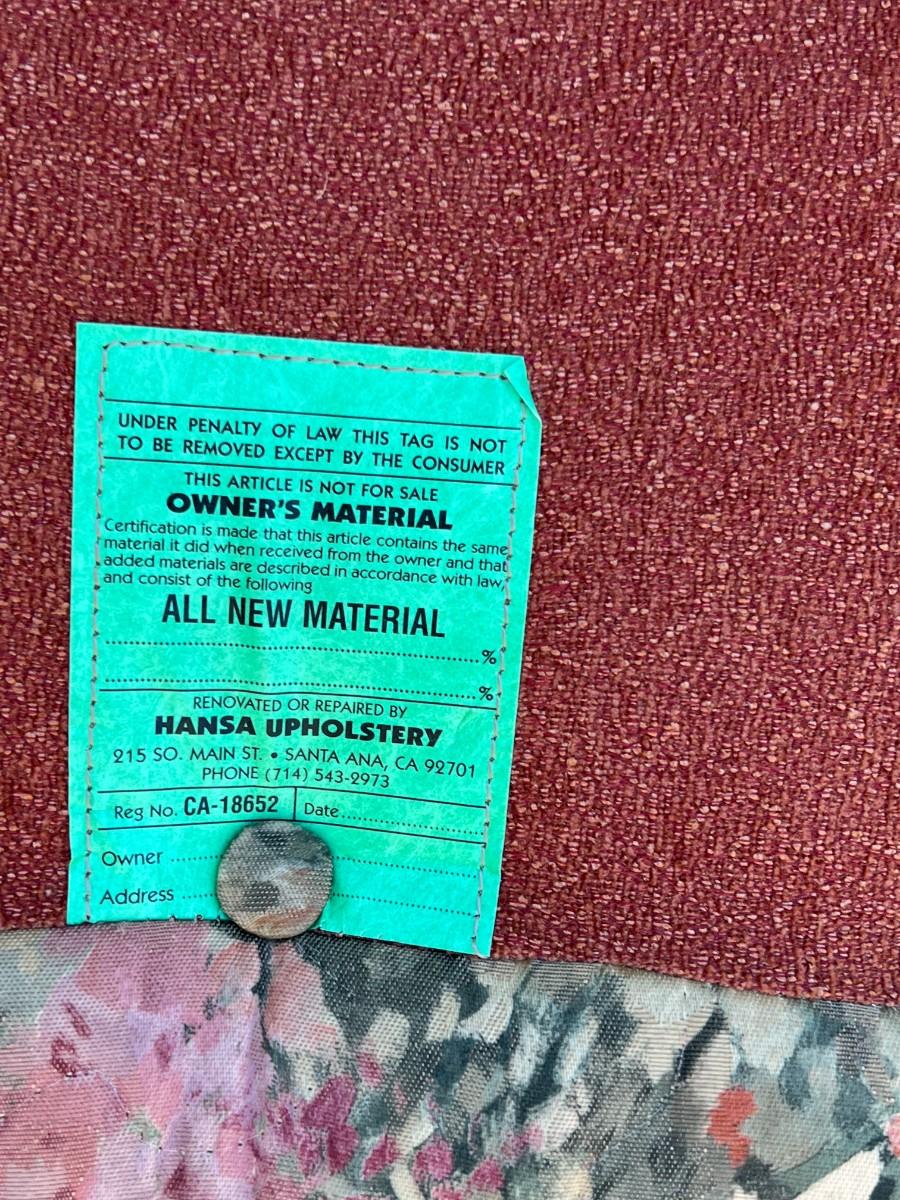 UNDER PENALTY OF LAW THIS TAG IS NOT
TO BE REMOVED EXCEPT BY THE CONSUMER
THIS ARTICLE IS NOT FOR SALE
OWNER'S MATERIAL
Certification is made that this article contains the same
material it did when received from the owner and that
added materials are described in accordance with law,
and consist of the following
ALL NEW MATERIAL
....................................................%
....................................................%
RENOVATED OR REPAIRED BY
HANSA UPHOLSTERY
215 SO. MAIN ST. • SANTA ANA, CA 92701
PHONE (714) 543-2973
Reg No. CA-18652 Date........................
Owner ........................
Address ........................